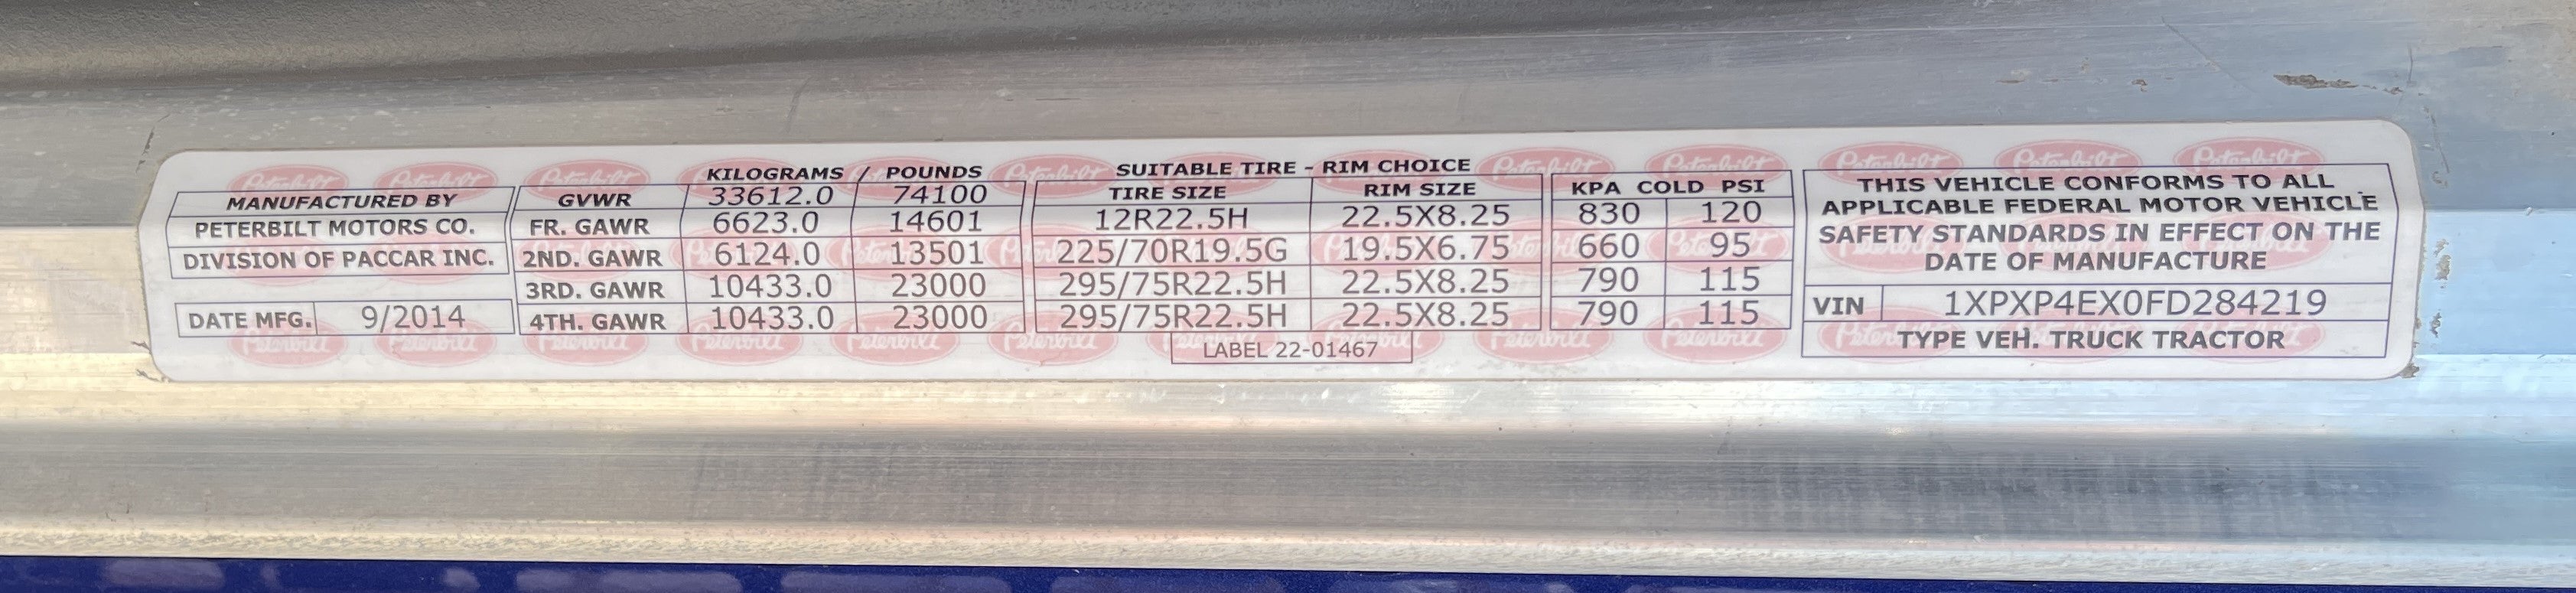 KILOGRAMS / POUNDS SUITABLE TIRE - RIM CHOICE
MANUFACTURED BY
PETERBILT MOTORS CO.
DIVISION OF PACCAR INC.
DATE MFG. 9/2014
GVWR 33612.0 74100
FR. GAWR 6623.0 14601
2ND. GAWR 6124.0 13501
3RD. GAWR 10433.0 23000
4TH. GAWR 10433.0 23000
TIRE SIZE RIM SIZE
12R22.5H 22.5X8.25
225/70R19.5G 19.5X6.75
295/75R22.5H 22.5X8.25
295/75R22.5H 22.5X8.25
LABEL 22-01467
KPA COLD PSI
830 120
660 95
790 115
790 115
THIS VEHICLE CONFORMS TO ALL
APPLICABLE FEDERAL MOTOR VEHICLE
SAFETY STANDARDS IN EFFECT ON THE
DATE OF MANUFACTURE
VIN 1XPXP4EX0FD284219
TYPE VEH. TRUCK TRACTOR
Peterbilt